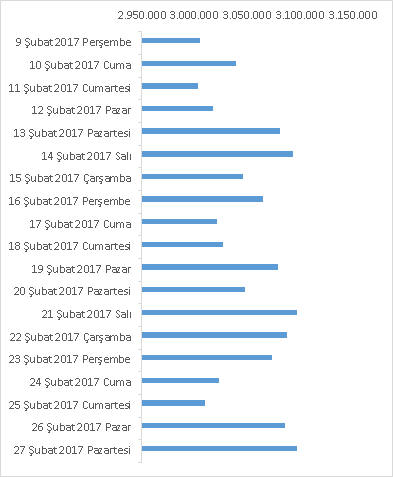 2.950.000 3.000.000 3.050.000 3.100.000 3.150.000
9 Şubat 2017 Perşembe
10 Şubat 2017 Cuma
11 Şubat 2017 Cumartesi
12 Şubat 2017 Pazar
13 Şubat 2017 Pazartesi
14 Şubat 2017 Salı
15 Şubat 2017 Çarşamba
16 Şubat 2017 Perşembe
17 Şubat 2017 Cuma
18 Şubat 2017 Cumartesi
19 Şubat 2017 Pazar
20 Şubat 2017 Pazartesi
21 Şubat 2017 Salı
22 Şubat 2017 Çarşamba
23 Şubat 2017 Perşembe
24 Şubat 2017 Cuma
25 Şubat 2017 Cumartesi
26 Şubat 2017 Pazar
27 Şubat 2017 Pazartesi